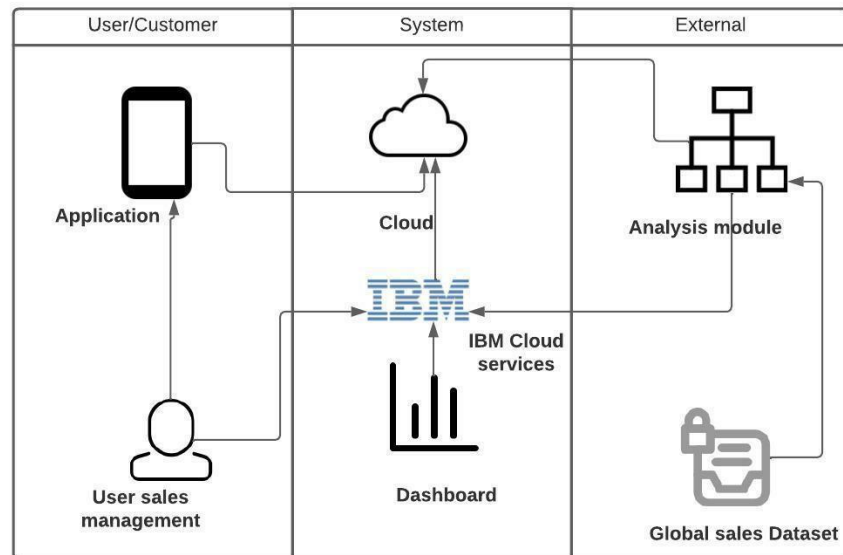 User/Customer
System
External
Application
Cloud
Analysis module
IBM
IBM Cloud
services
User sales
management
Dashboard
Global sales Dataset